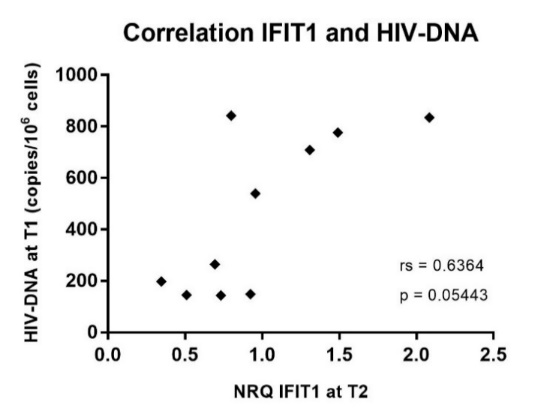 Correlation IFIT1 and HIV-DNA
HIV-DNA at T1 (copies/10⁶ cells)
1000
800
600
400
200
0
rs = 0.6364
p = 0.05443
0.0 0.5 1.0 1.5 2.0 2.5
NRQ IFIT1 at T2